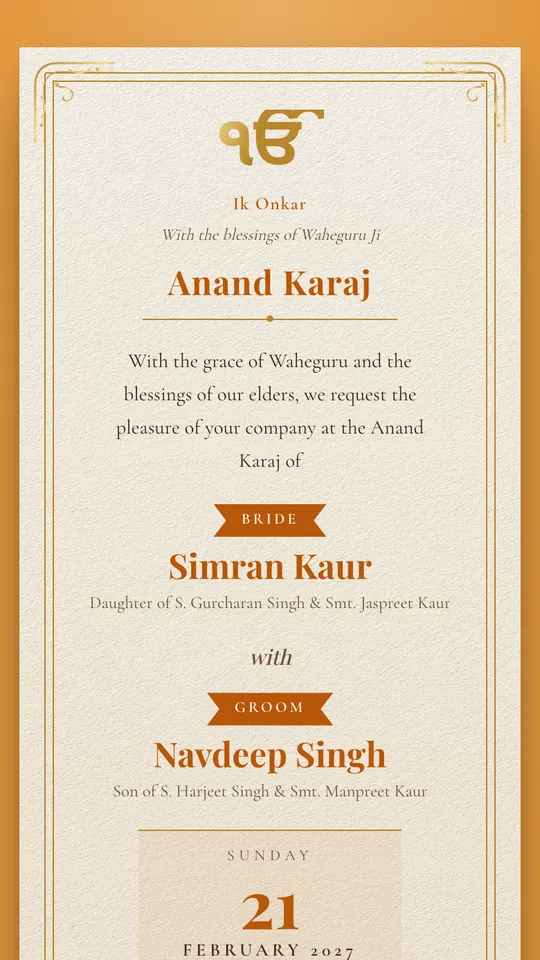 ੴ
Ik Onkar
With the blessings of Waheguru Ji
Anand Karaj
With the grace of Waheguru and the
blessings of our elders, we request the
pleasure of your company at the Anand
Karaj of
BRIDE
Simran Kaur
Daughter of S. Gurcharan Singh & Smt. Jaspreet Kaur
with
GROOM
Navdeep Singh
Son of S. Harjeet Singh & Smt. Manpreet Kaur
SUNDAY
21
FEBRUARY 2027